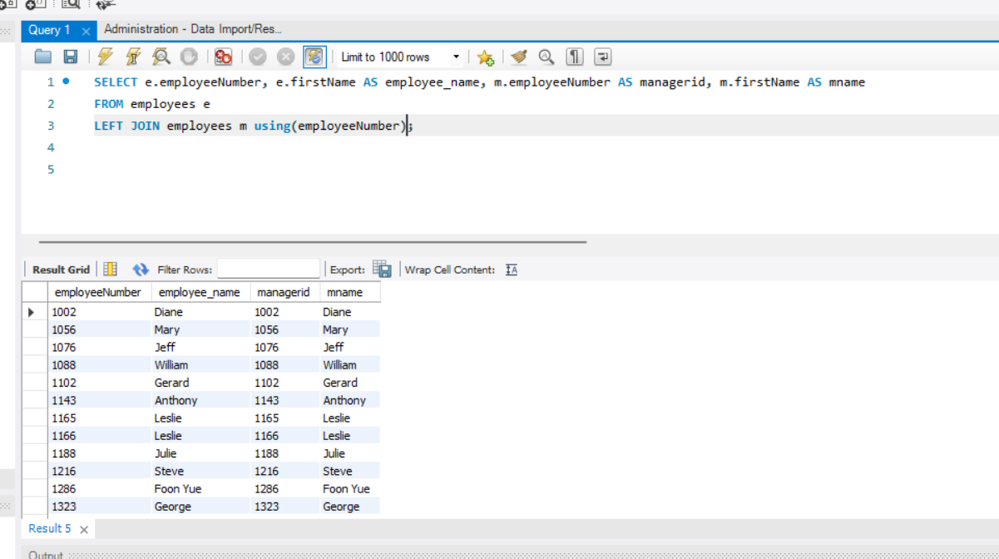 Query 1 × Administration - Data Import/Res...
Limit to 1000 rows
1 SELECT e.employeeNumber, e.firstName AS employee_name, m.employeeNumber AS managerid, m.firstName AS mname
2 FROM employees e
3 LEFT JOIN employees m using(employeeNumber);
4
5
Result Grid Filter Rows: Export: Wrap Cell Content: IA
employeeNumber employee_name managerid mname
1002 Diane 1002 Diane
1056 Mary 1056 Mary
1076 Jeff 1076 Jeff
1088 William 1088 William
1102 Gerard 1102 Gerard
1143 Anthony 1143 Anthony
1165 Leslie 1165 Leslie
1166 Leslie 1166 Leslie
1188 Julie 1188 Julie
1216 Steve 1216 Steve
1286 Foon Yue 1286 Foon Yue
1323 George 1323 George
Result 5 ×
Output